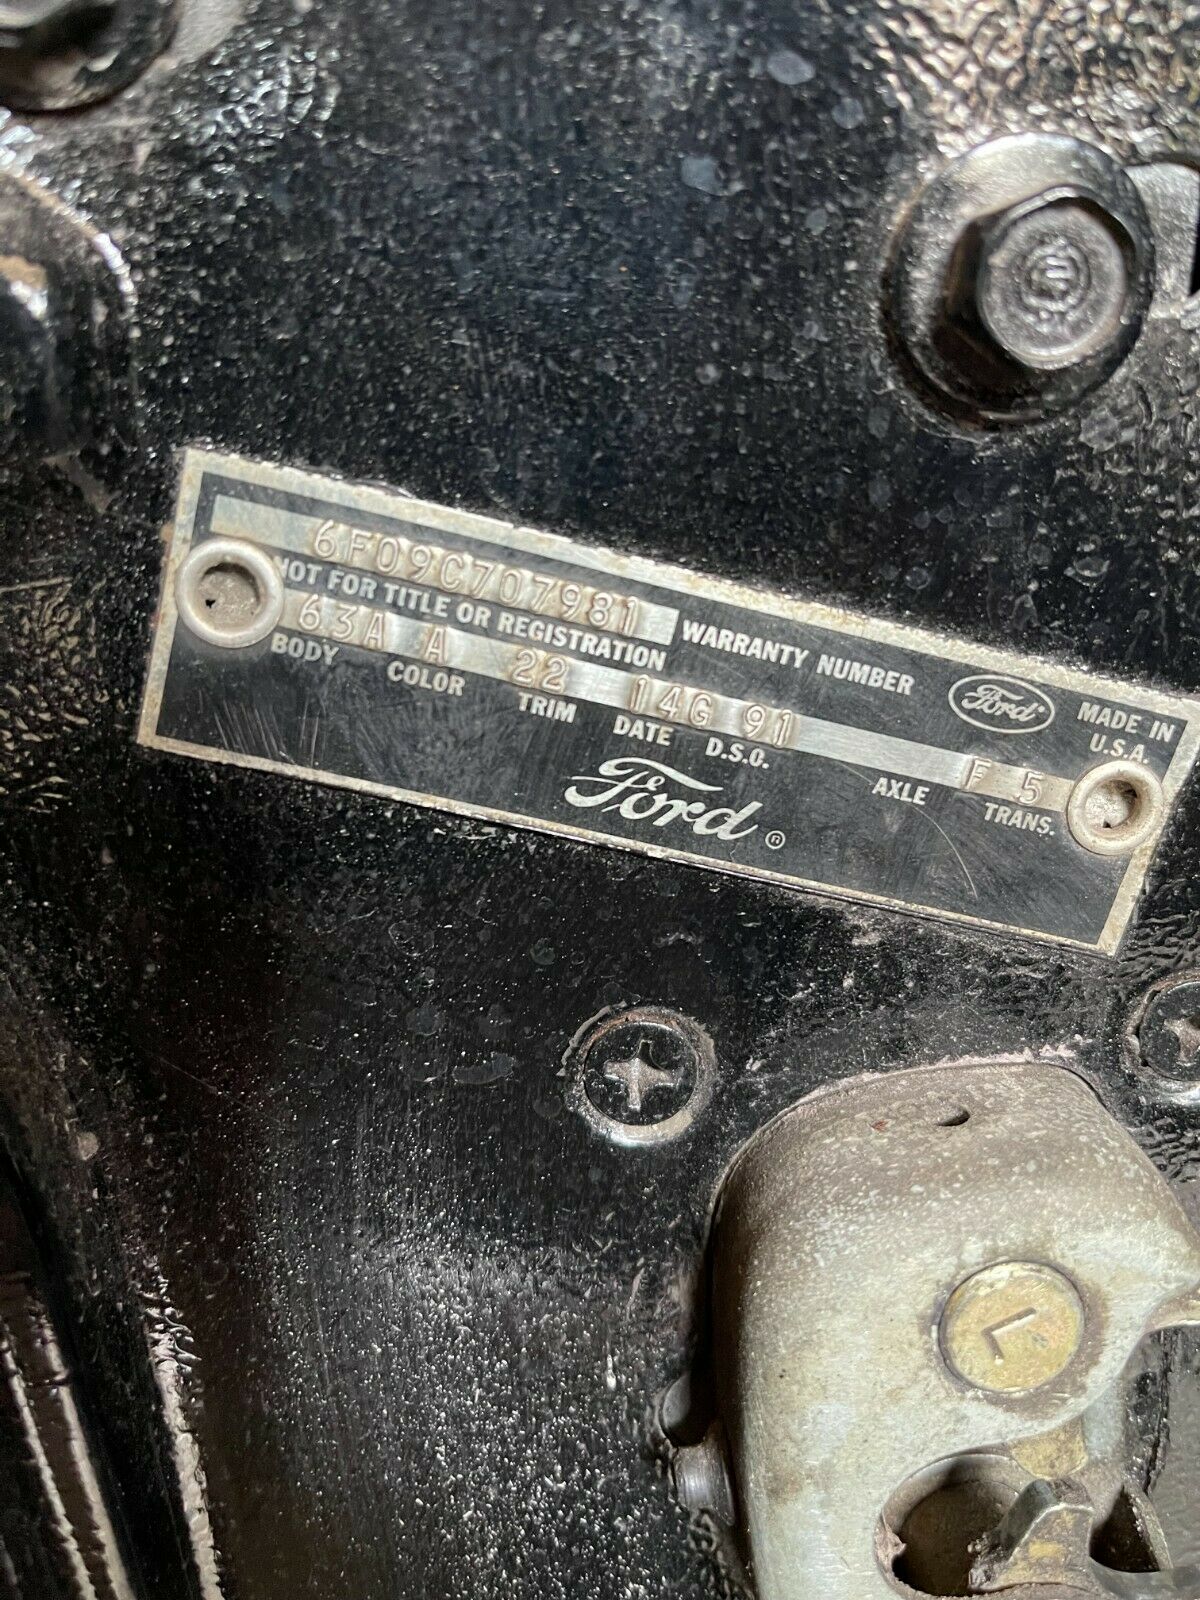 6F09C707981 WARRANTY NUMBER
NOT FOR TITLE OR REGISTRATION
Ford MADE IN
U.S.A.
63A A 22 14G 91 F 5
BODY COLOR TRIM DATE D.S.O. AXLE TRANS.
Ford ®
L